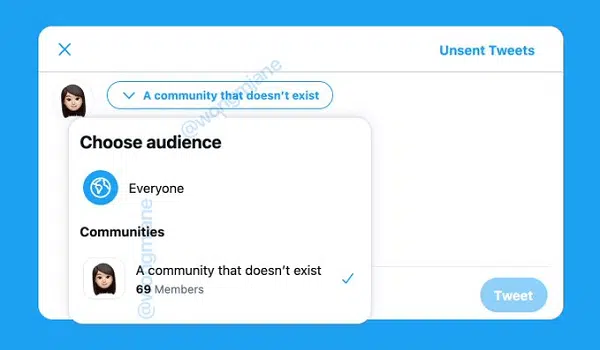 Unsent Tweets
A community that doesn't exist
@wongmjane
Choose audience
Everyone
Communities
A community that doesn't exist
69 Members
@wongmjane
Tweet